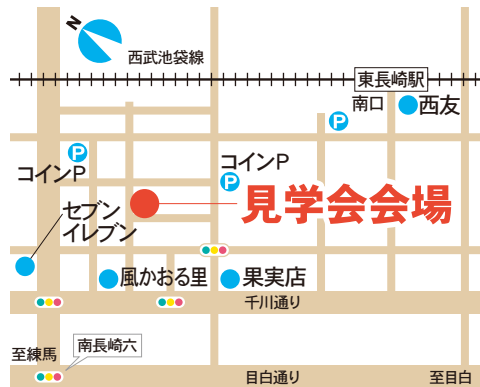 N
西武池袋線
東長崎駅
南口
西友
P
P
コインP
コインP
P
見学会会場
セブン
イレブン
風かおる里
果実店
千川通り
南長崎六
至練馬
目白通り
至目白